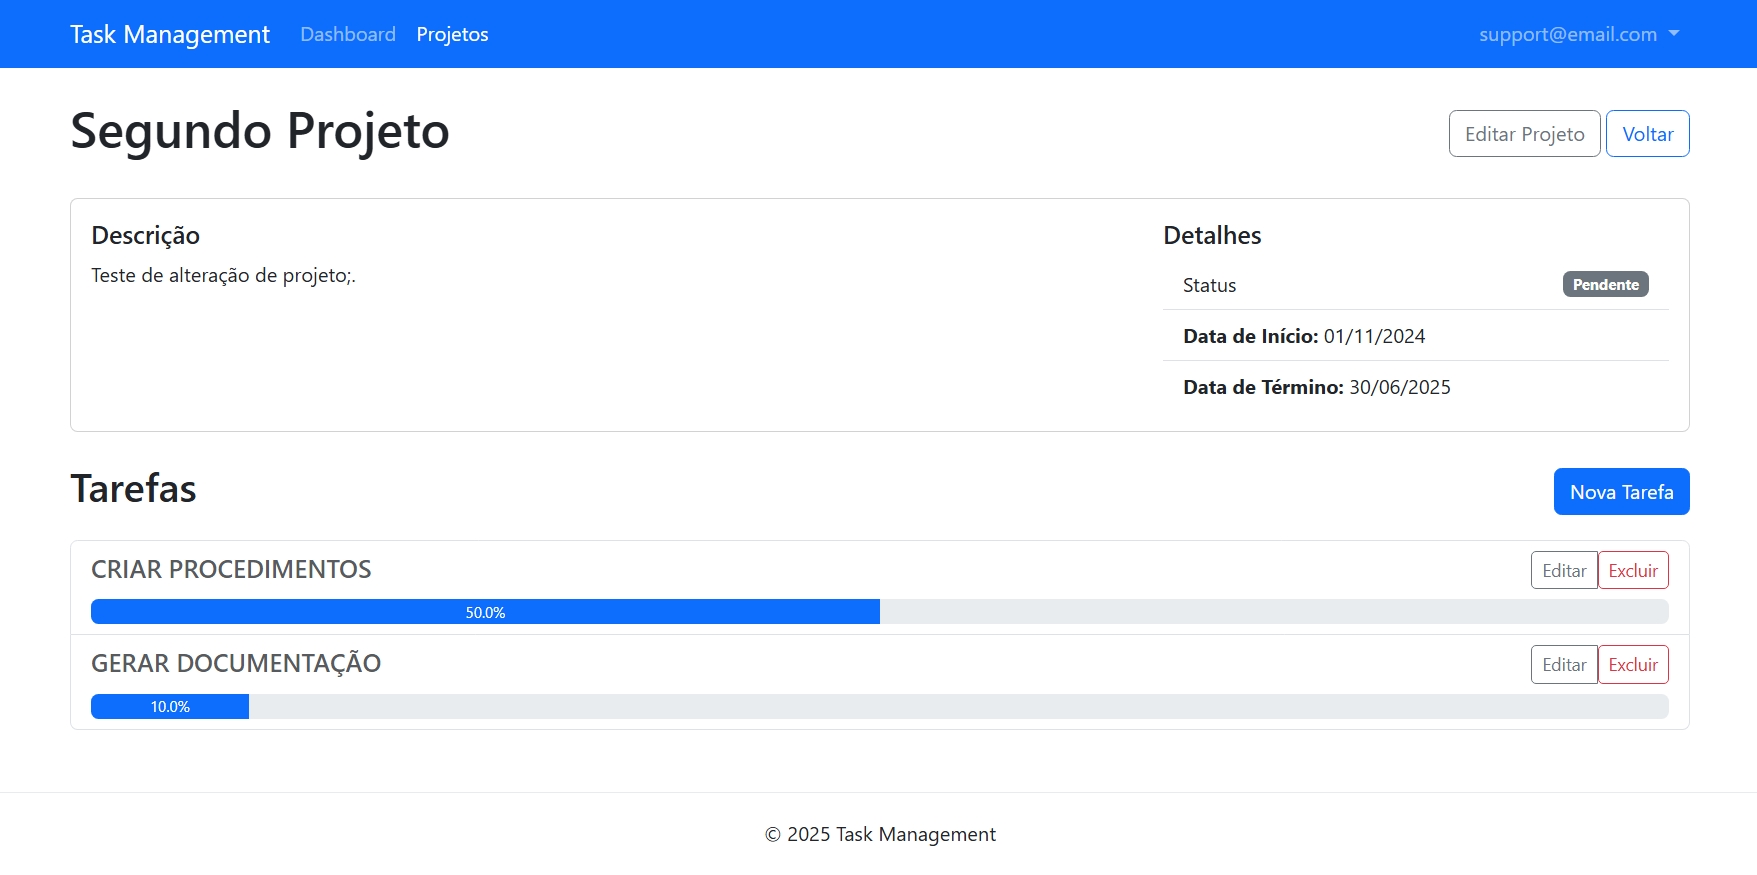 Task Management Dashboard Projetos support@email.com
Segundo Projeto
Editar Projeto Voltar
Descrição
Teste de alteração de projeto;.
Detalhes
Status Pendente
Data de Início: 01/11/2024
Data de Término: 30/06/2025
Tarefas
Nova Tarefa
CRIAR PROCEDIMENTOS
Editar Excluir
50.0%
GERAR DOCUMENTAÇÃO
Editar Excluir
10.0%
© 2025 Task Management